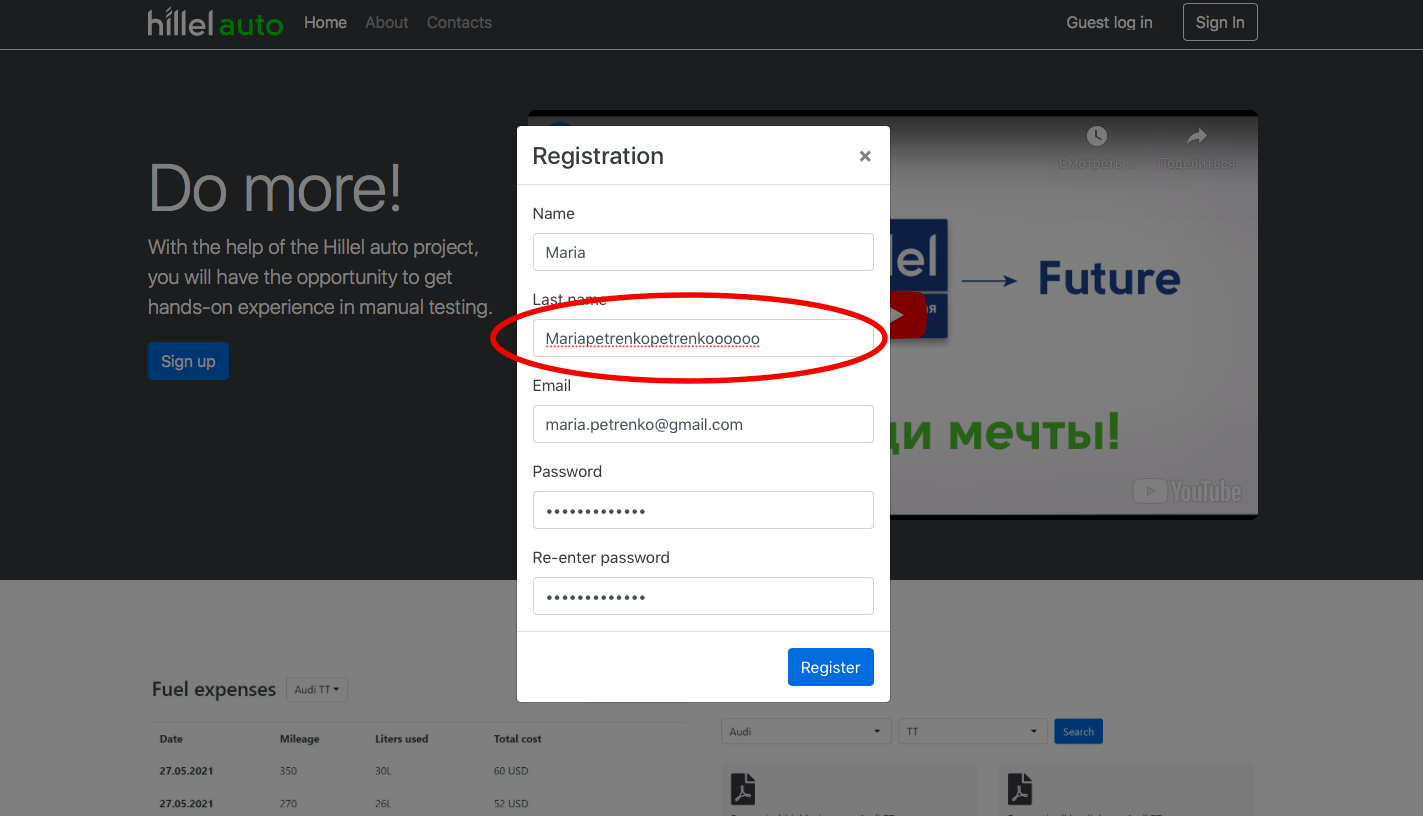 hillel auto Home About Contacts Guest log in Sign In
Do more!
With the help of the Hillel auto project,
you will have the opportunity to get
hands-on experience in manual testing.
Sign up
Смотреть ...
Поделиться
lel
ая
Future
ди мечты!
YouTube
Registration
×
Name
Maria
Last name
Mariapetrenkopetrenkoooooo
Email
maria.petrenko@gmail.com
Password
•••••••••••••
Re-enter password
•••••••••••••
Register
Fuel expenses Audi TT
Date Mileage Liters used Total cost
27.05.2021 350 30L 60 USD
27.05.2021 270 26L 52 USD
Audi TT Search